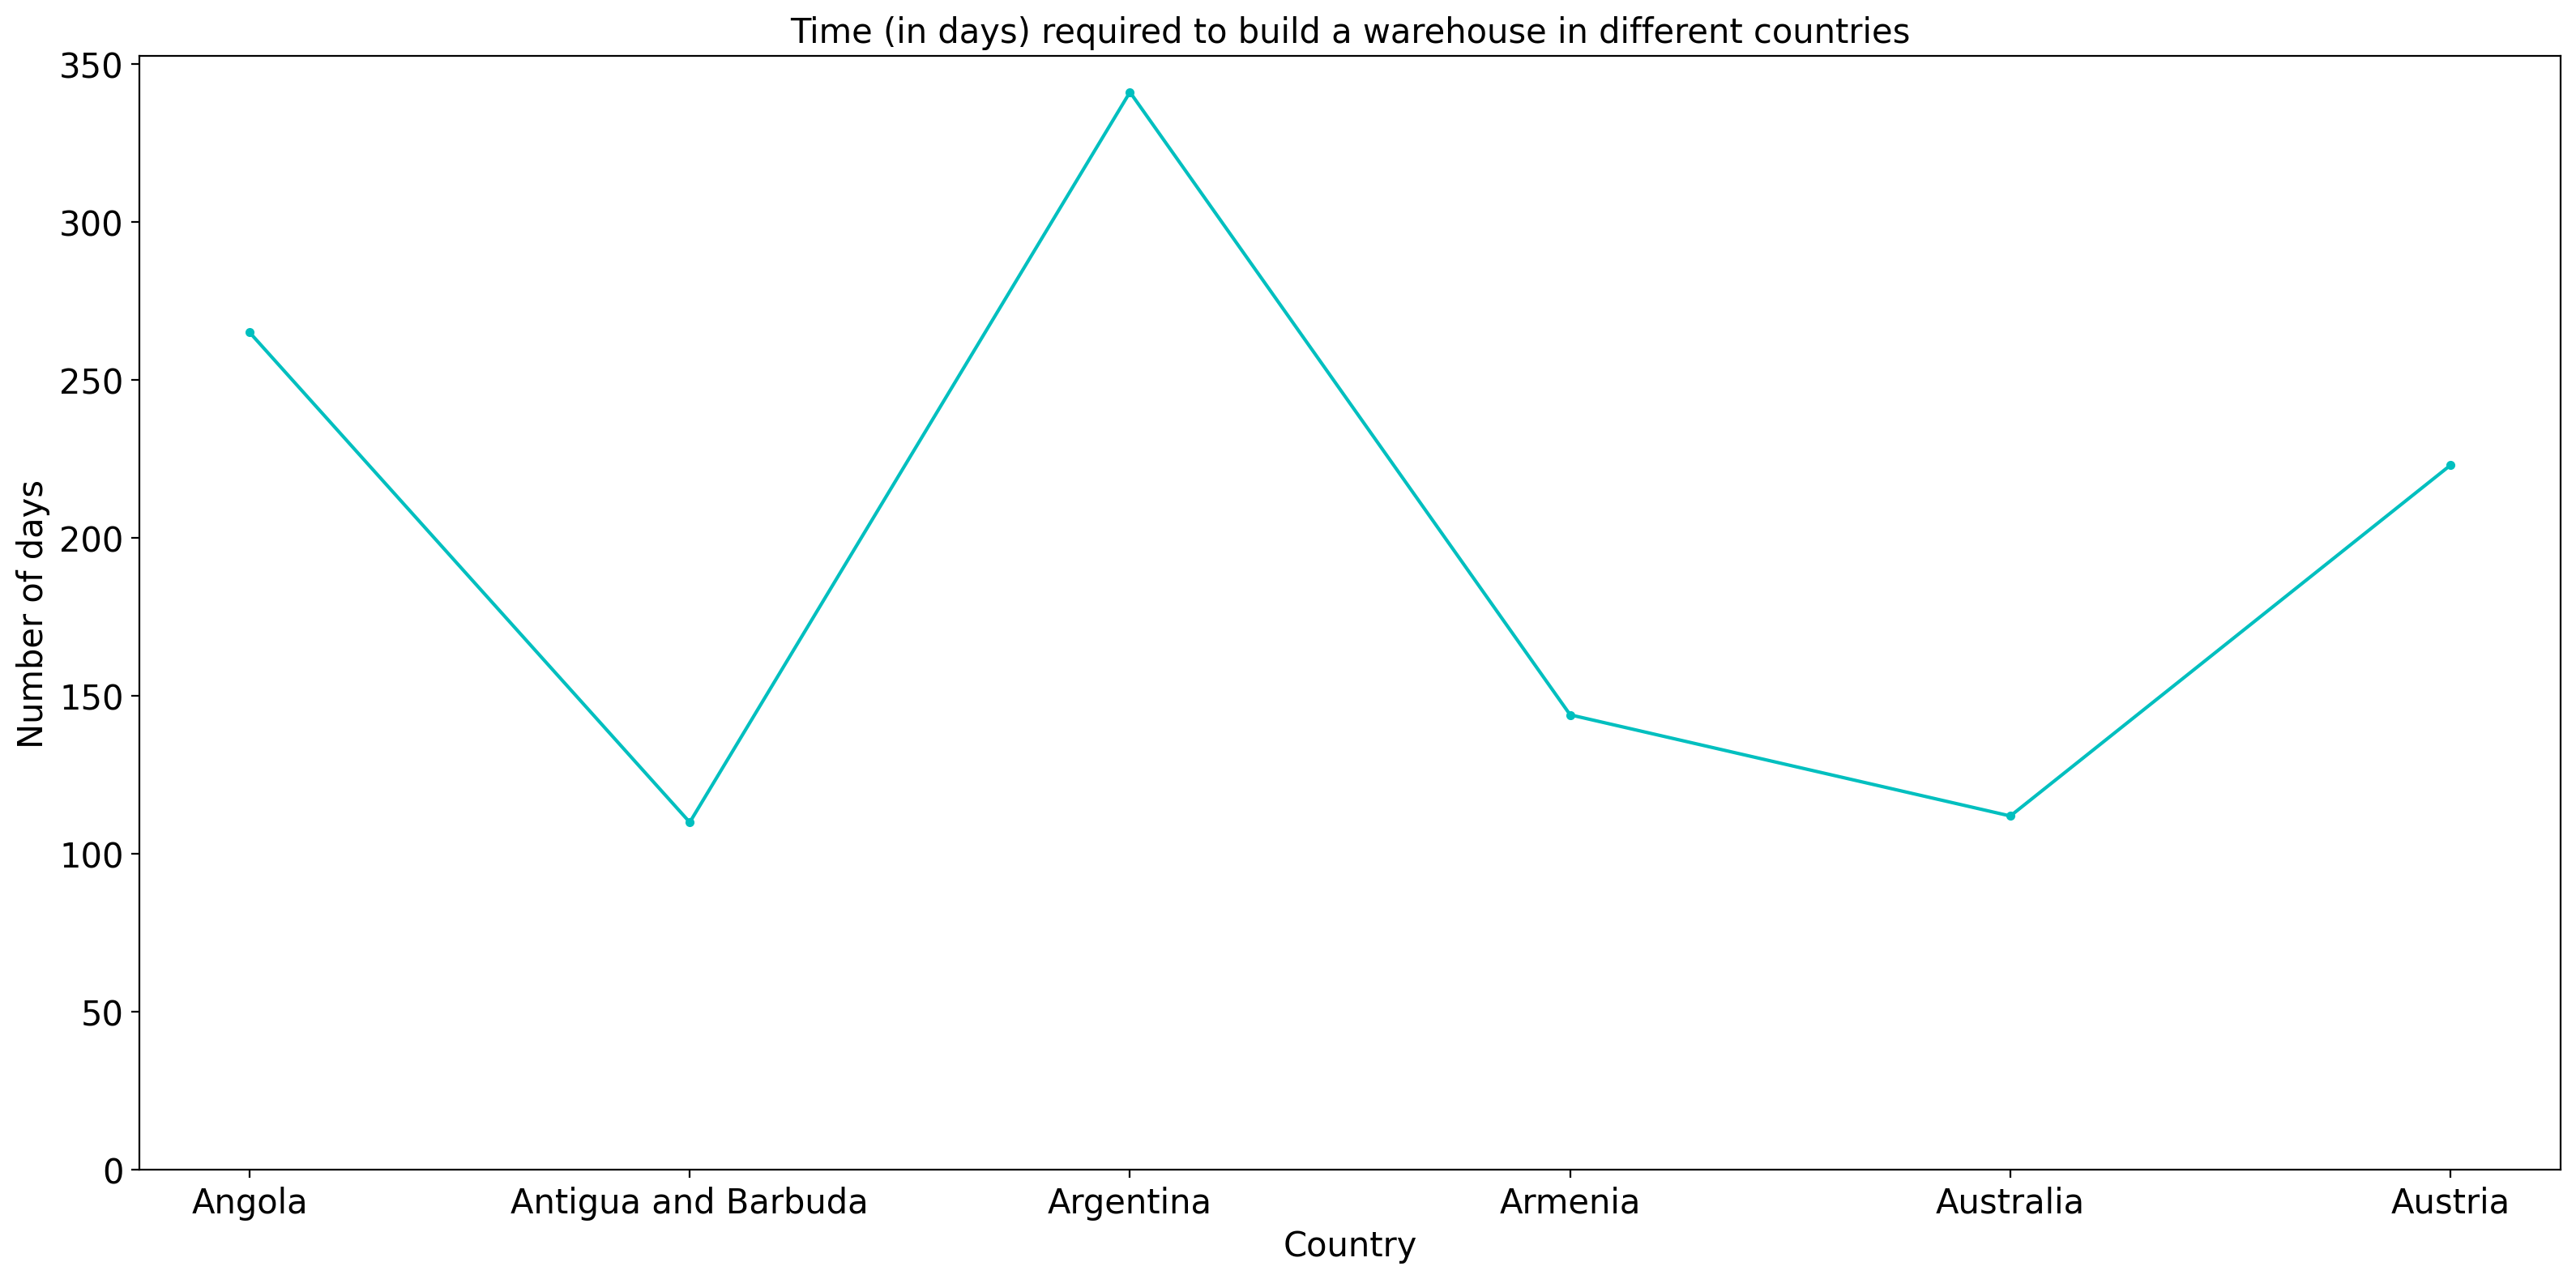 Time (in days) required to build a warehouse in different countries
350
300
250
200
150
100
50
0
Number of days
Angola
Antigua and Barbuda
Argentina
Armenia
Australia
Austria
Country